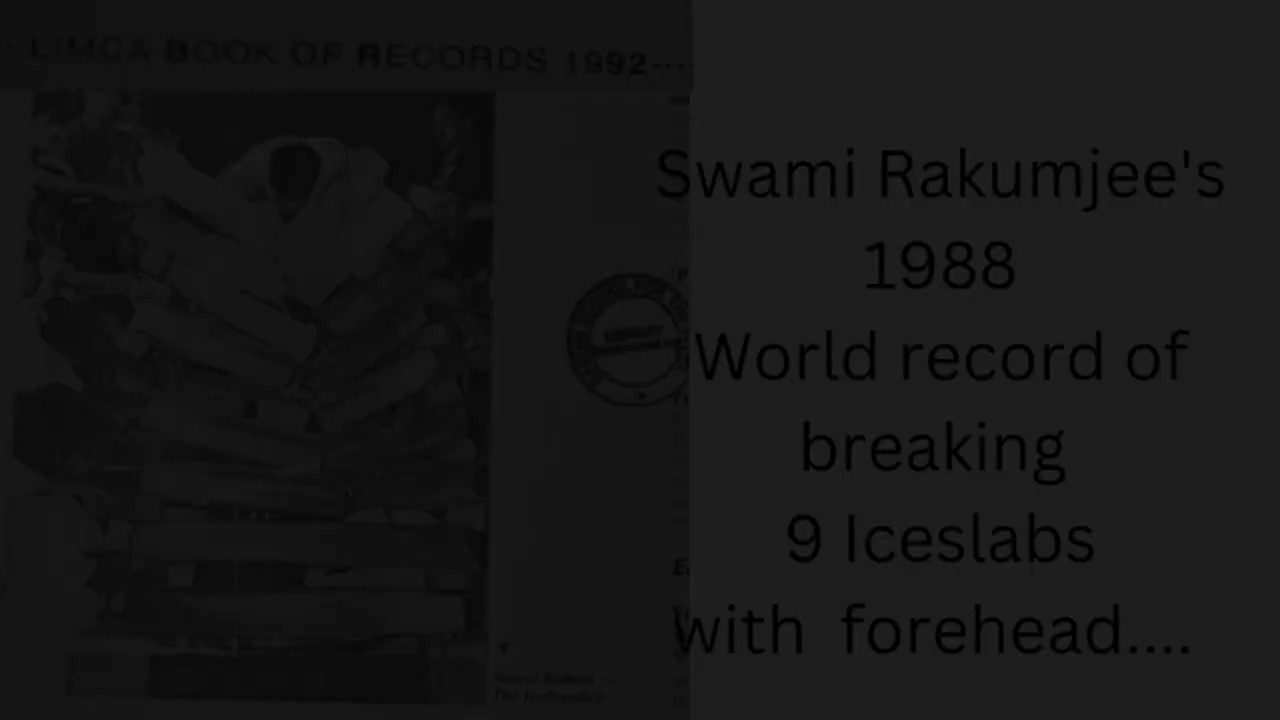 LIMCA BOOK OF RECORDS 1992----
Swami Rakumjee's
1988
World record of
breaking
9 Iceslabs
with forehead....